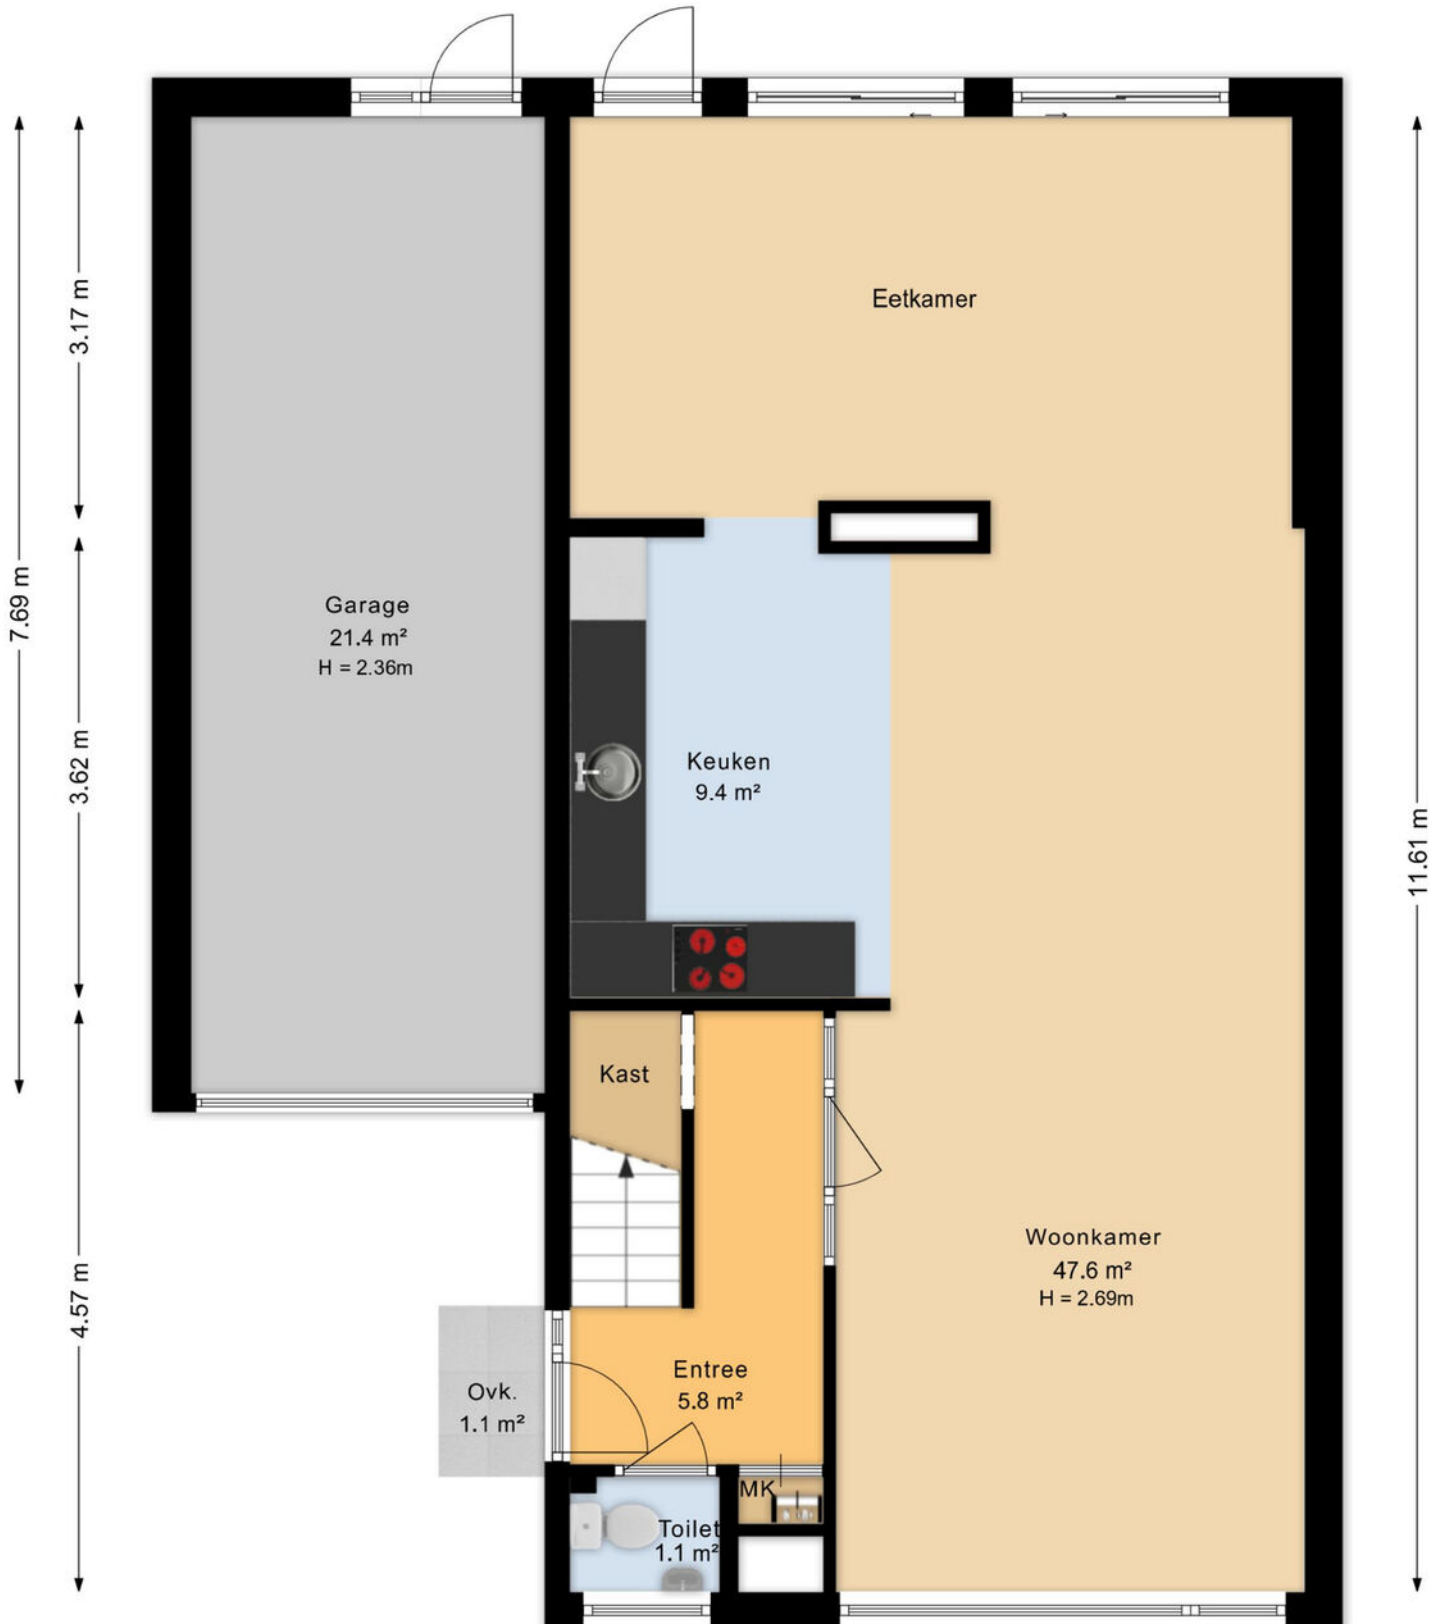 Eetkamer
3.17 m
7.69 m
Garage
21.4 m²
H = 2.36m
3.62 m
Keuken
9.4 m²
11.61 m
Kast
4.57 m
Woonkamer
47.6 m²
H = 2.69m
Entree
5.8 m²
Ovk.
1.1 m²
MK
Toilet
1.1 m²